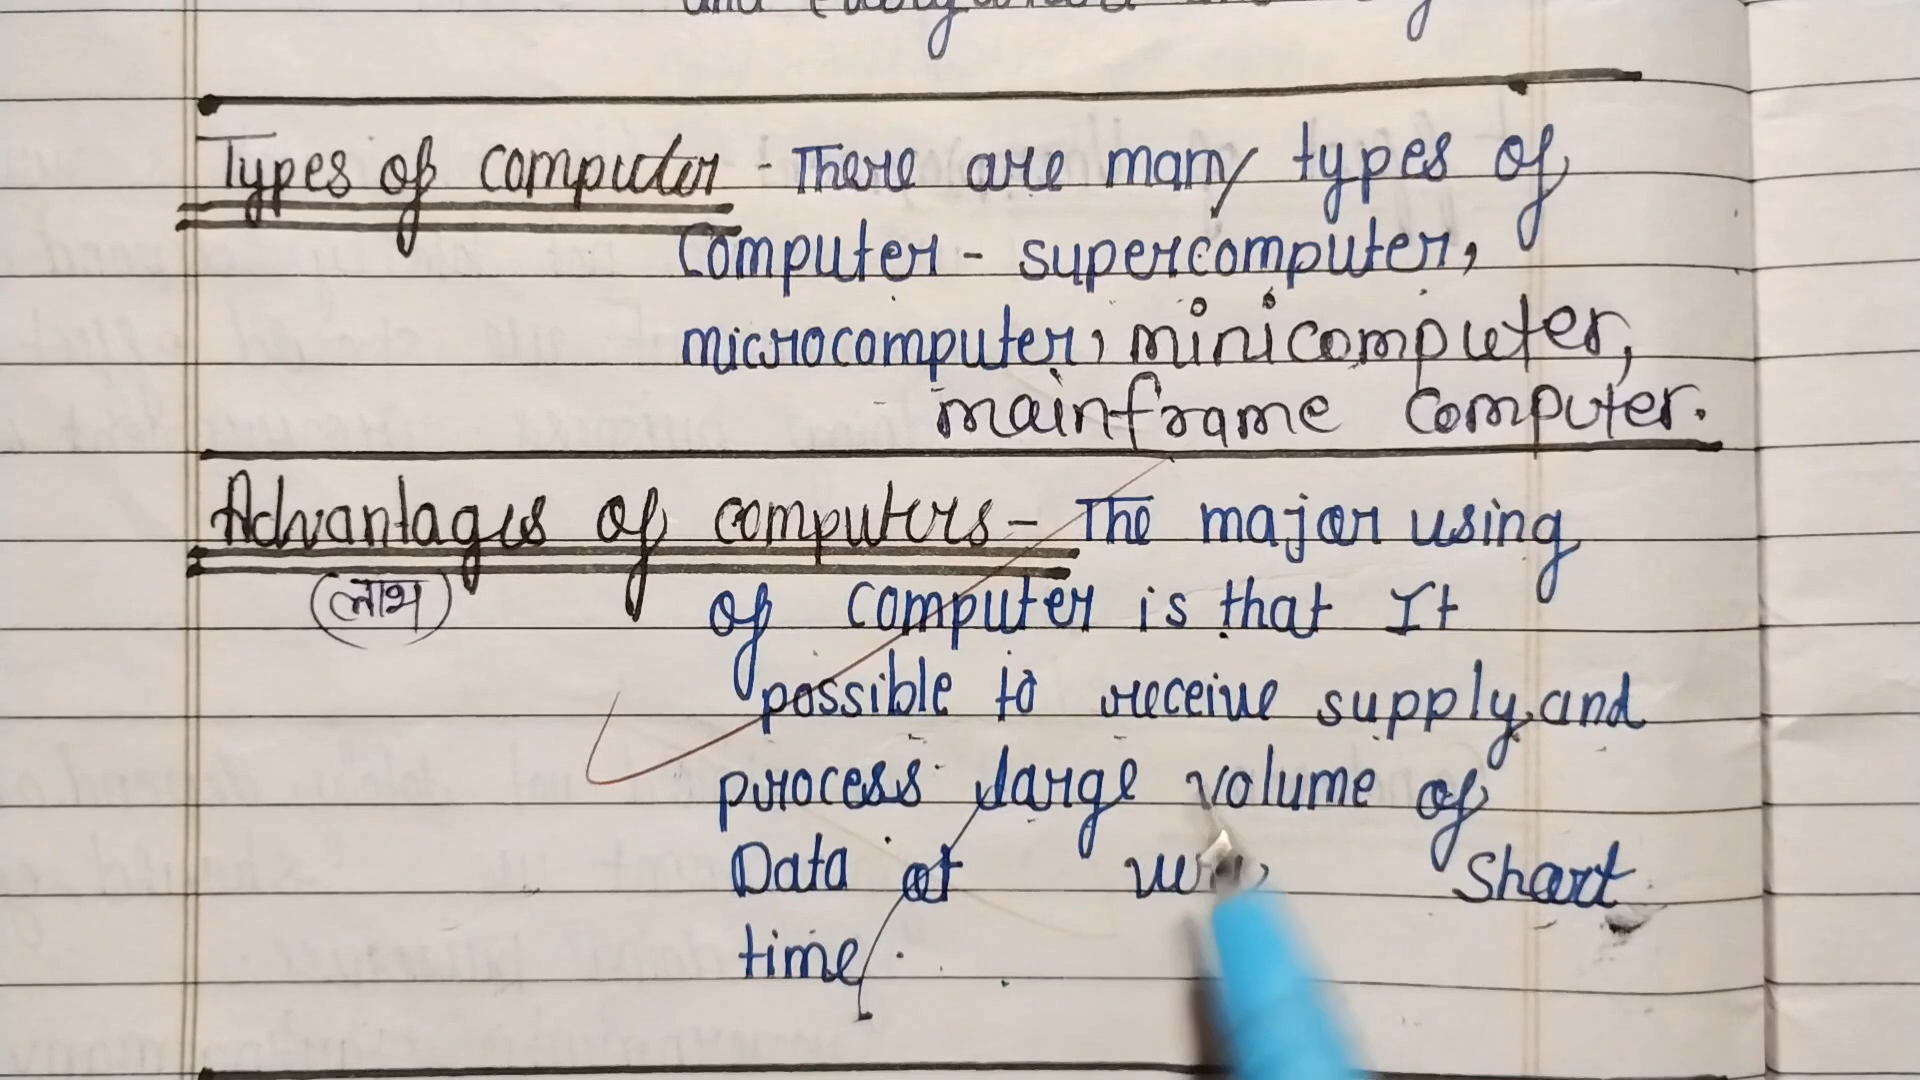 Types of computer - There are many types of
Computer - supercomputer,
microcomputer, minicomputer,
mainframe computer.
Advantages of computers - The major using
(लाभ)
of computer is that It
possible to receive supply, and
process large volume of
Data at Short
time.